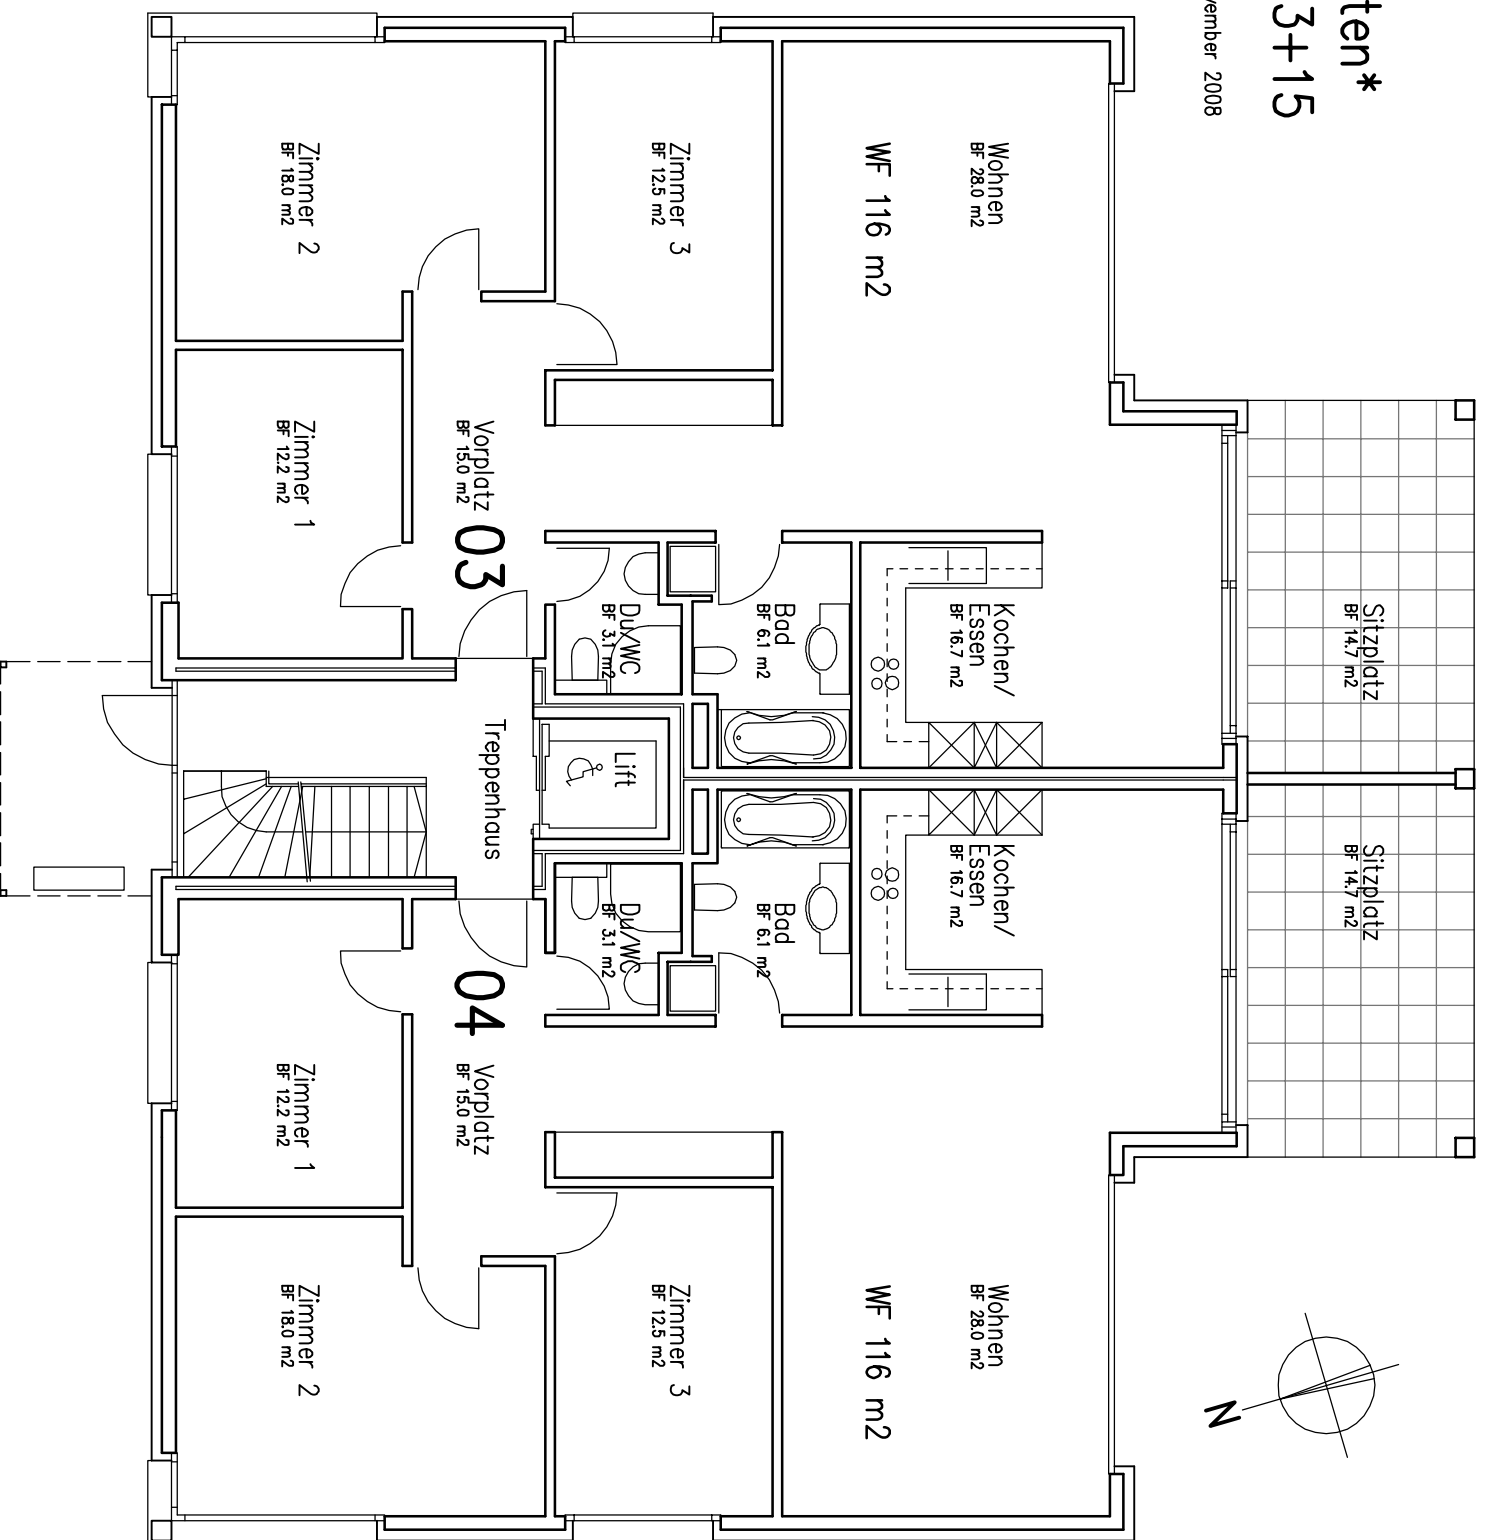 ten*
3+15
vember 2008
Wohnen
BF 28.0 m2
WF 116 m2
Zimmer 3
BF 12.5 m2
Zimmer 2
BF 18.0 m2
Sitzplatz
BF 14.7 m2
Kochen/
Essen
BF 16.7 m2
Bad
BF 6.1 m2
Du/WC
BF 3.1 m2
Vorplatz
BF 15.0 m2
03
Zimmer 1
BF 12.2 m2
Lift
Treppenhaus
Sitzplatz
BF 14.7 m2
Kochen/
Essen
BF 16.7 m2
Bad
BF 6.1 m2
Du/WC
BF 3.1 m2
04
Vorplatz
BF 15.0 m2
Zimmer 1
BF 12.2 m2
Wohnen
BF 28.0 m2
WF 116 m2
Zimmer 3
BF 12.5 m2
Zimmer 2
BF 18.0 m2
N